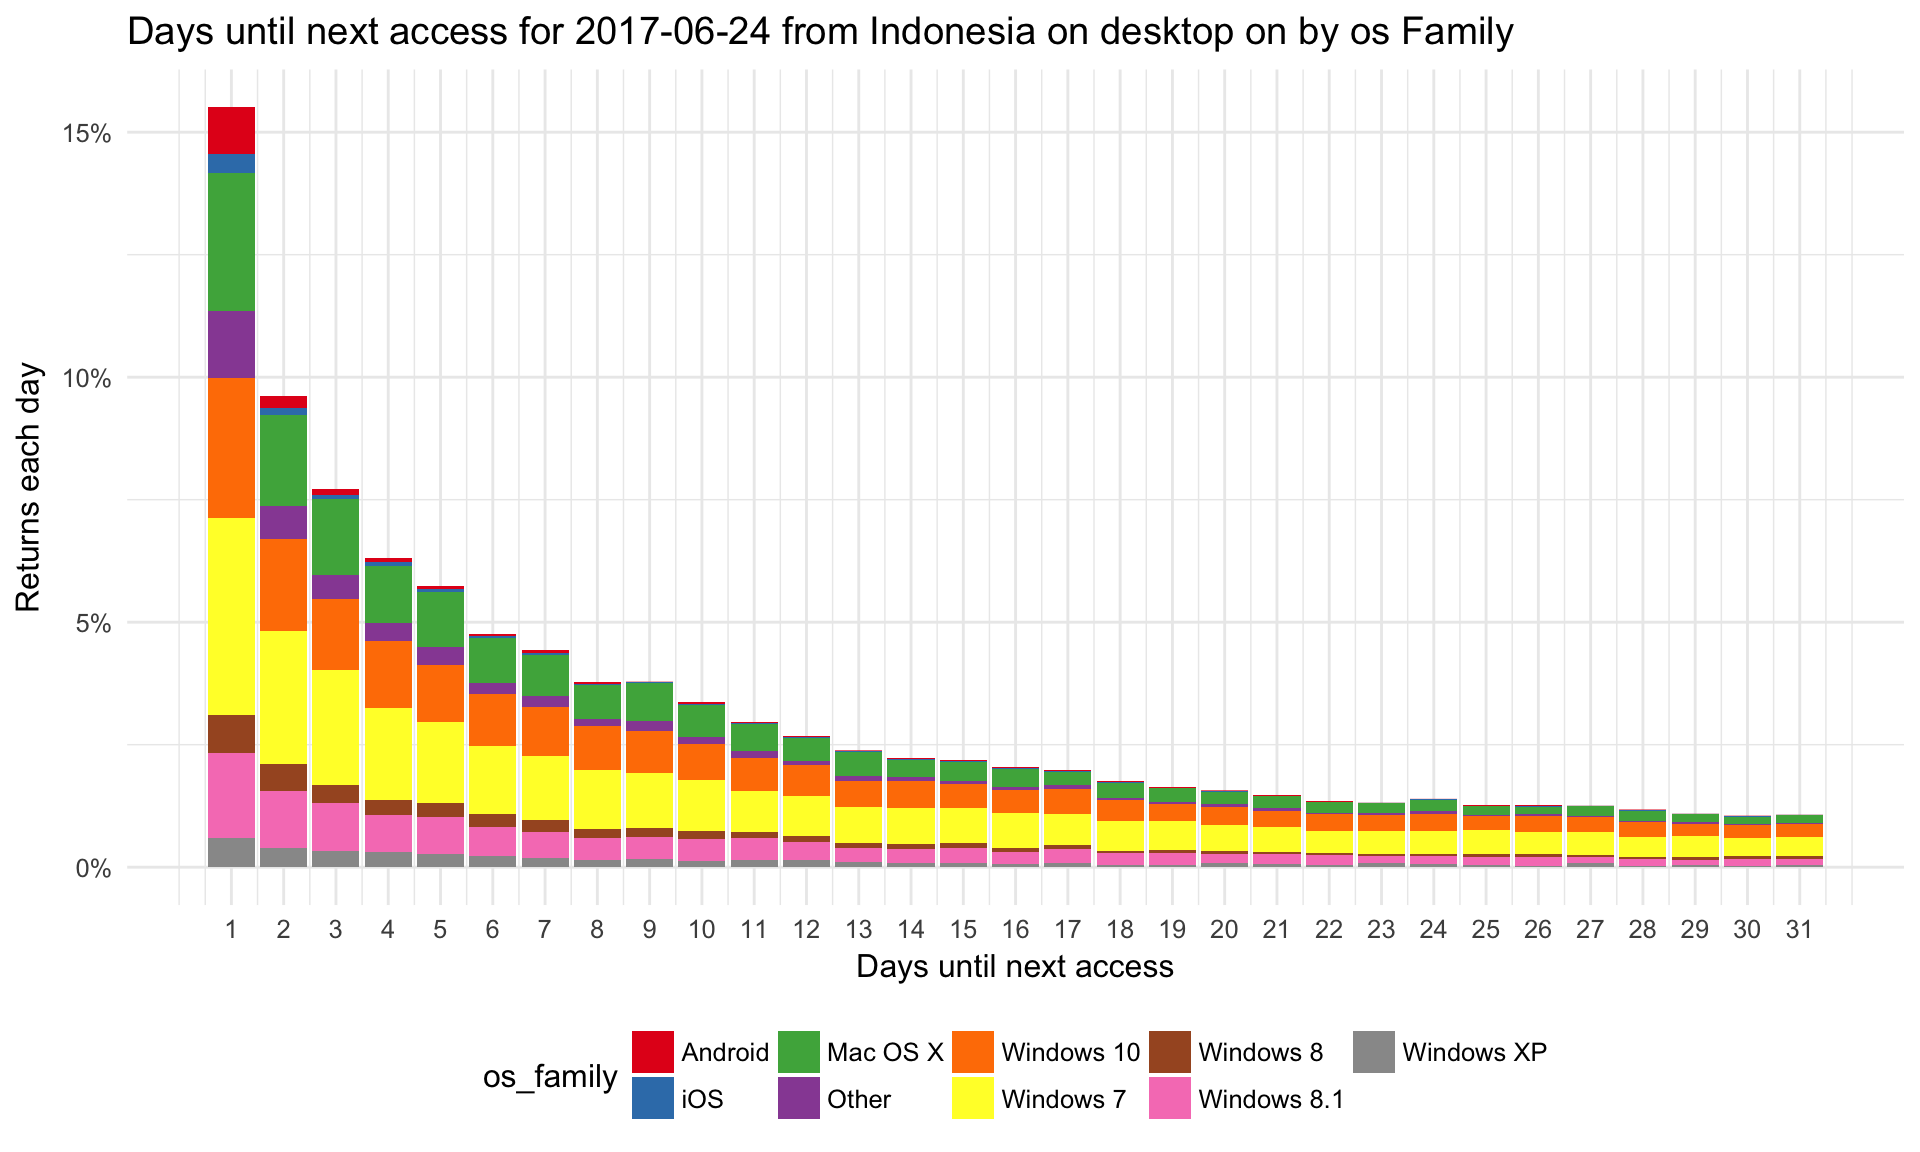 Days until next access for 2017-06-24 from Indonesia on desktop on by os Family
Returns each day
15%
10%
5%
0%
1 2 3 4 5 6 7 8 9 10 11 12 13 14 15 16 17 18 19 20 21 22 23 24 25 26 27 28 29 30 31
Days until next access
os_family
Android Mac OS X Windows 10 Windows 8 Windows XP
iOS Other Windows 7 Windows 8.1